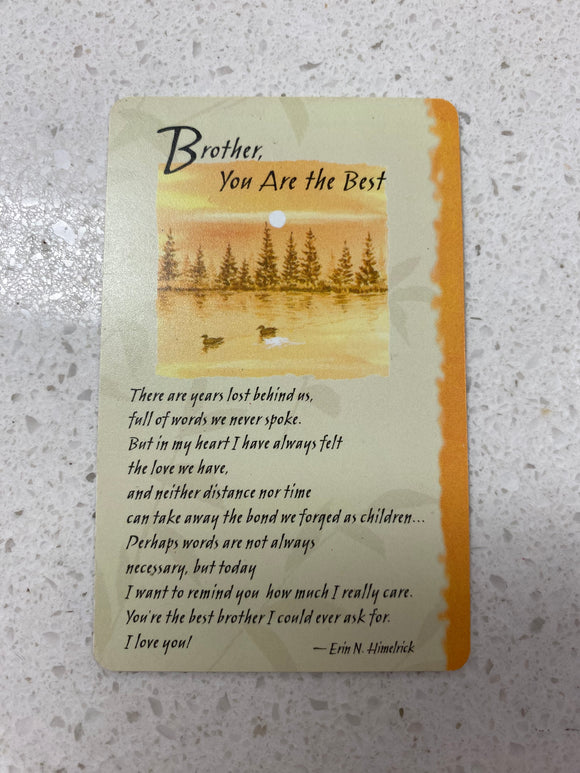 Brother,
You Are the Best
There are years lost behind us,
full of words we never spoke.
But in my heart I have always felt
the love we have,
and neither distance nor time
can take away the bond we forged as children...
Perhaps words are not always
necessary, but today
I want to remind you how much I really care.
You're the best brother I could ever ask for.
I love you!
— Erin N. Himelrick